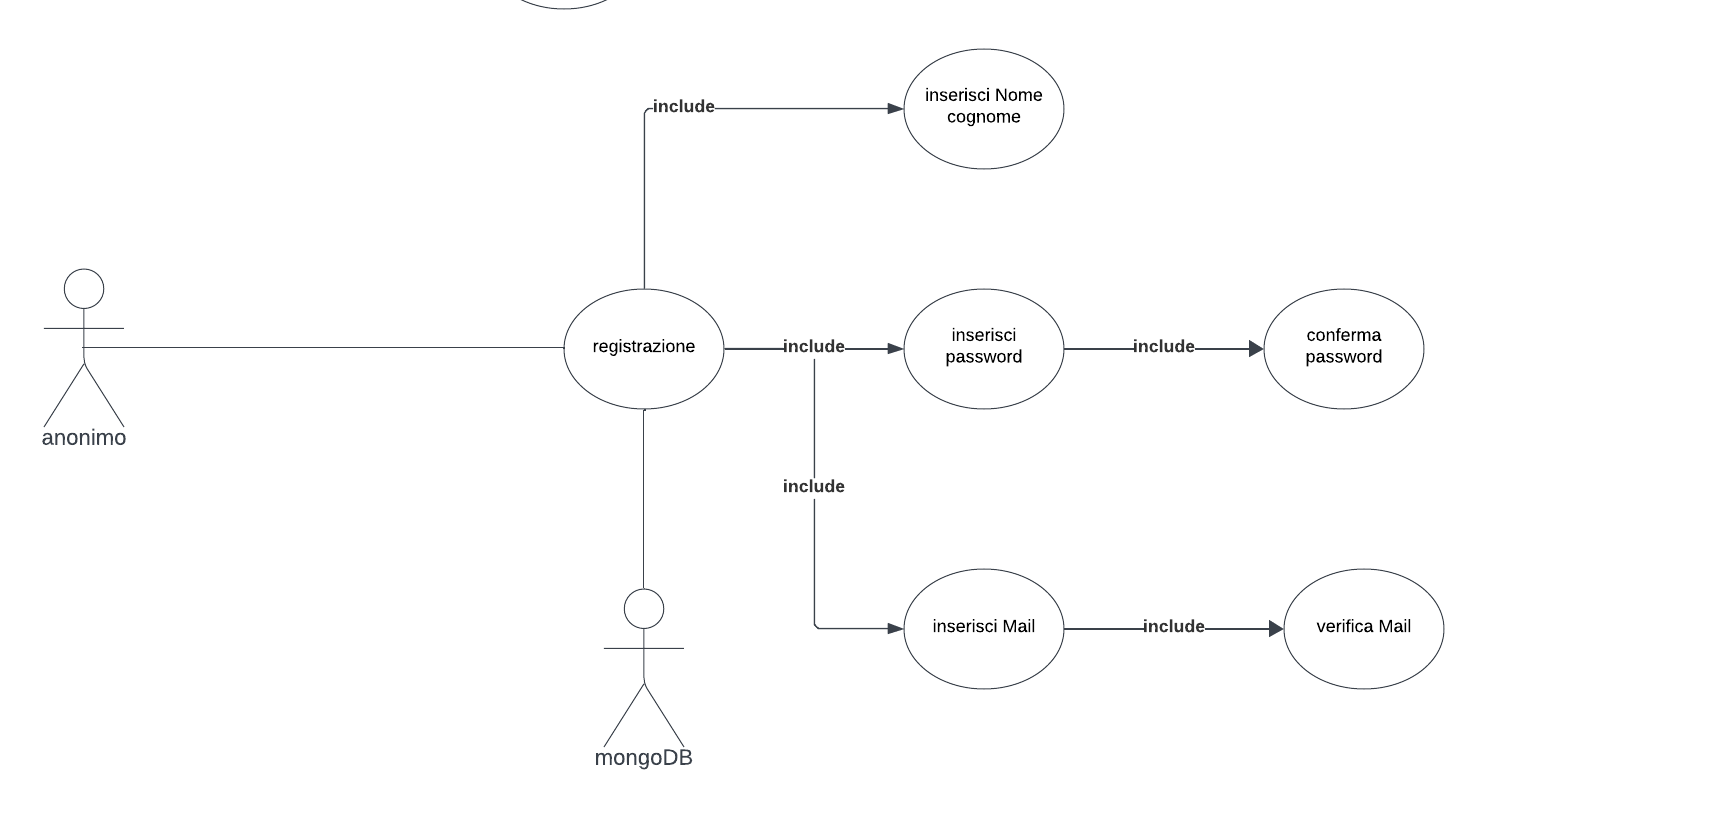 include
inserisci Nome
cognome
anonimo
registrazione
include
inserisci
password
include
conferma
password
include
mongoDB
inserisci Mail
include
verifica Mail